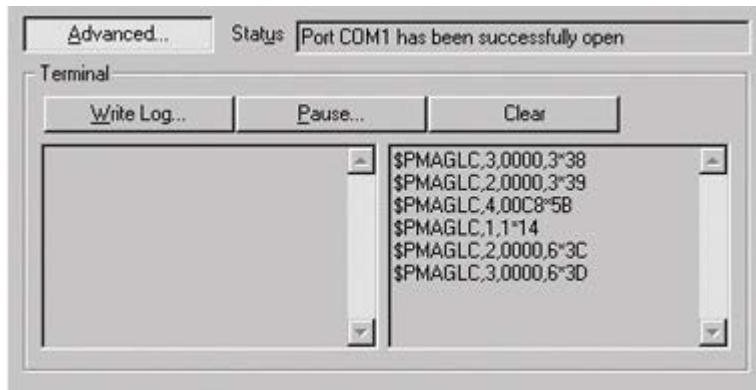 Advanced... Status Port COM1 has been successfully open
Terminal
Write Log... Pause... Clear
$PMAGLC,3,0000,3*38
$PMAGLC,2,0000,3*39
$PMAGLC,4,00C8*5B
$PMAGLC,1,1*14
$PMAGLC,2,0000,6*3C
$PMAGLC,3,0000,6*3D